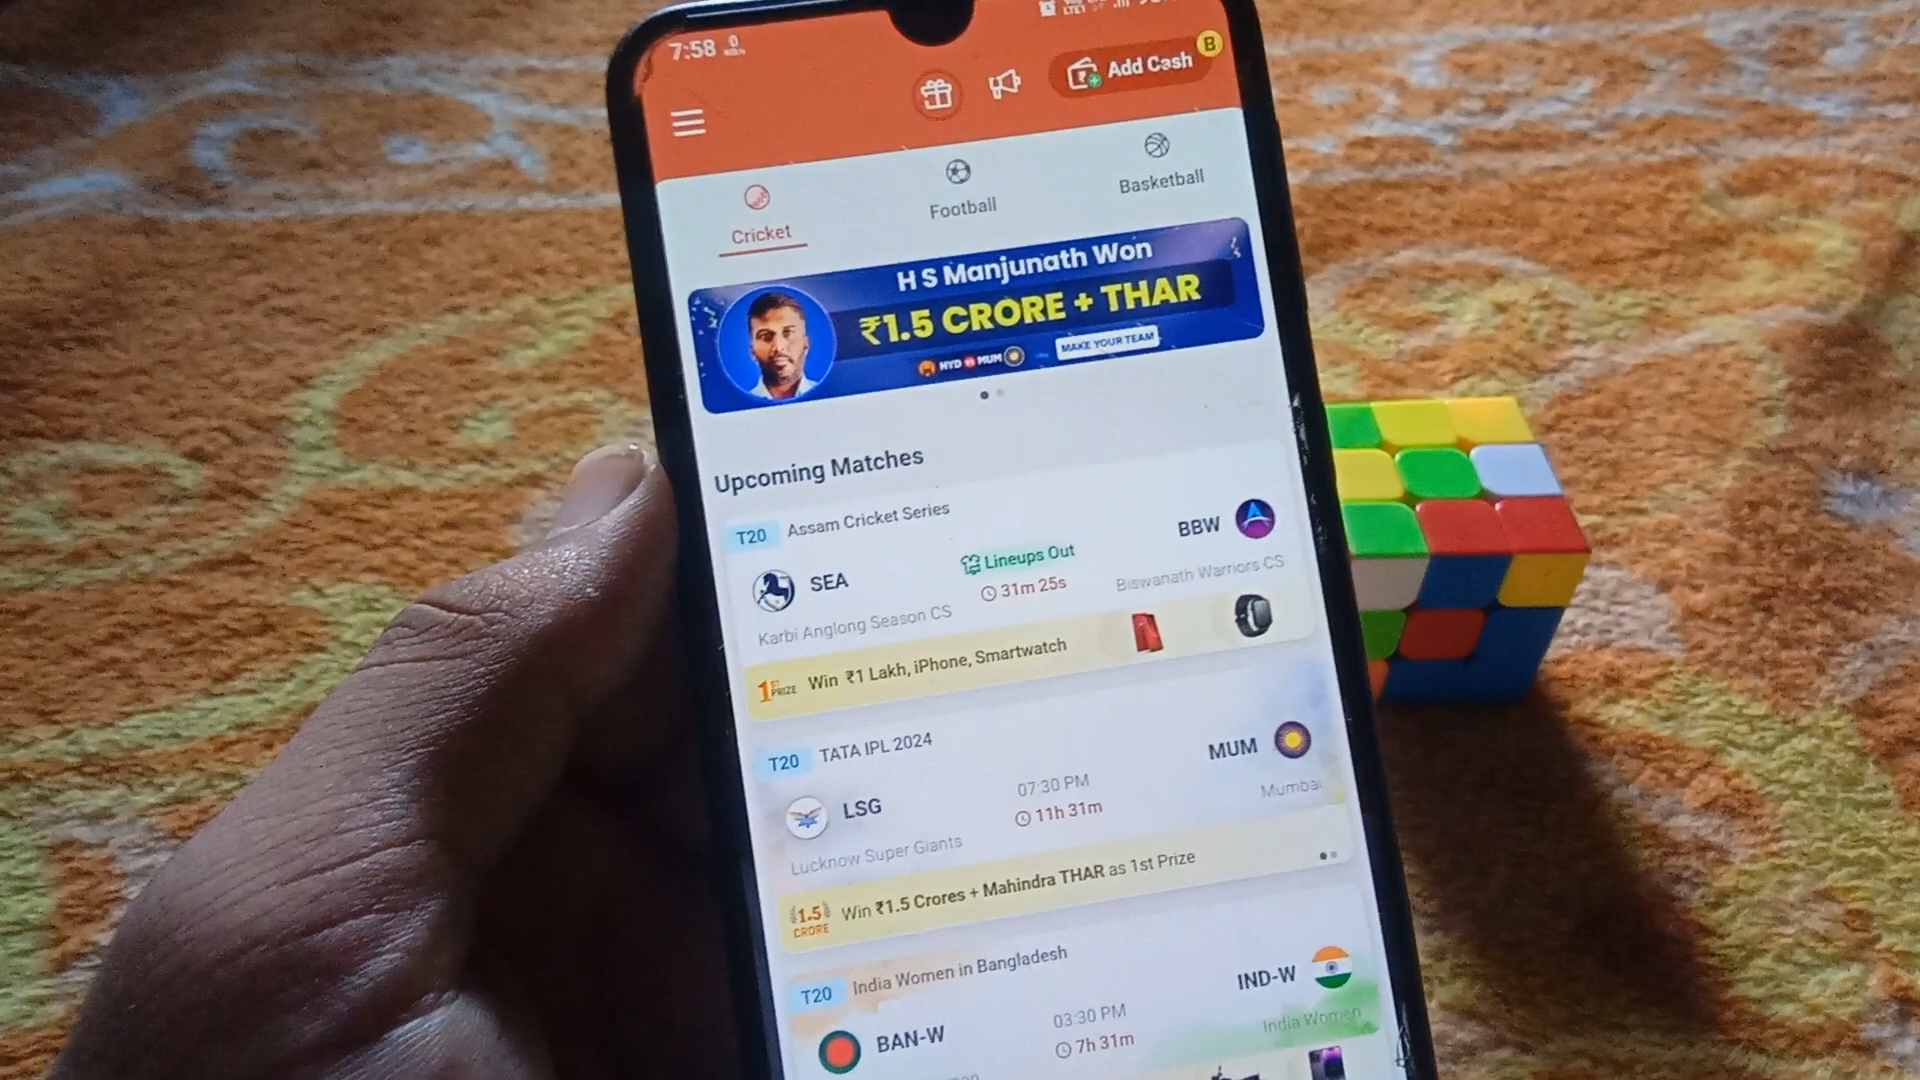 7:58
Add Cash
B
Cricket
Football
Basketball
H S Manjunath Won
₹1.5 CRORE + THAR
HYD vs MUM
MAKE YOUR TEAM
Upcoming Matches
T20 Assam Cricket Series
SEA
Lineups Out
BBW
Karbi Anglong Season CS
31m 25s
Biswanath Warriors CS
1ST PRIZE Win ₹1 Lakh, iPhone, Smartwatch
T20 TATA IPL 2024
LSG
07:30 PM
MUM
Lucknow Super Giants
11h 31m
Mumbai
1.5 CRORE Win ₹1.5 Crores + Mahindra THAR as 1st Prize
T20 India Women in Bangladesh
BAN-W
03:30 PM
IND-W
7h 31m
India Women